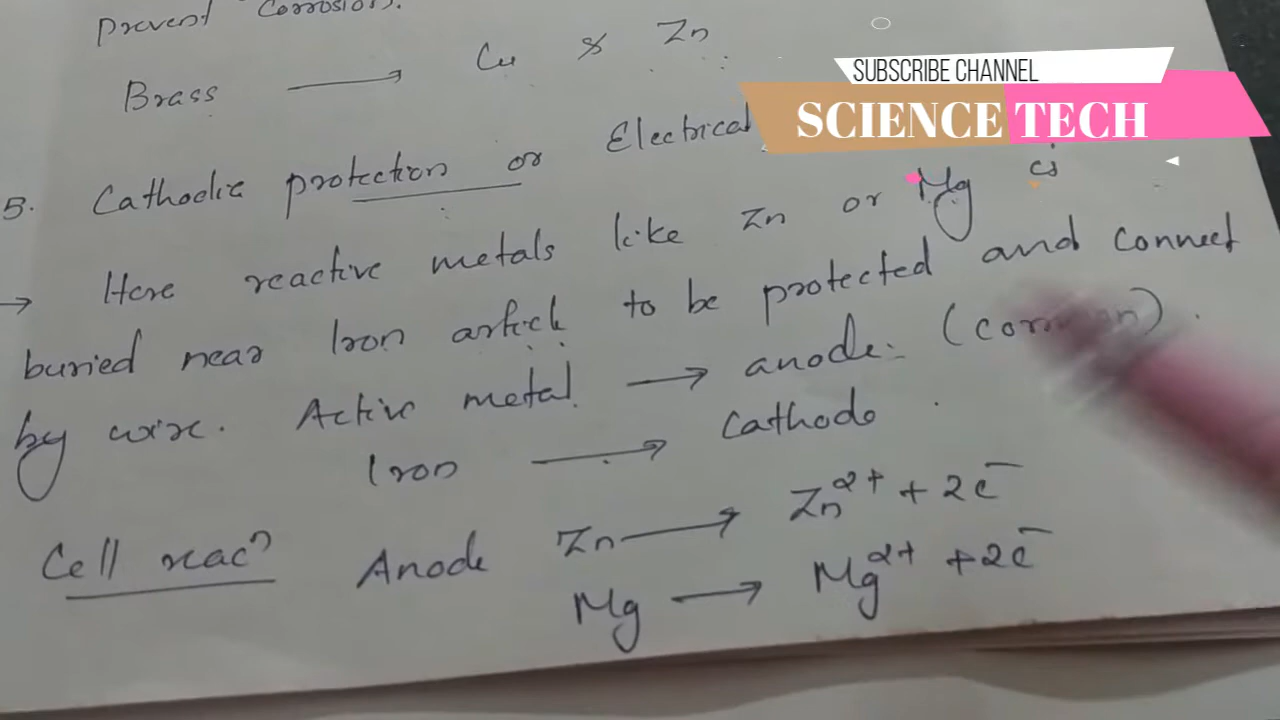 prevent Corrosion.
Brass → Cu & Zn
SUBSCRIBE CHANNEL
SCIENCE TECH
B. Cathodic protection or Electrical
→ Here reactive metals like Zn or Mg is
buried near Iron article to be protected and connect
by wire. Active metal → anode. (corrosion).
Iron → Cathode
Cell reacn Anode Zn → Zn²⁺ + 2e⁻
Mg → Mg²⁺ + 2e⁻